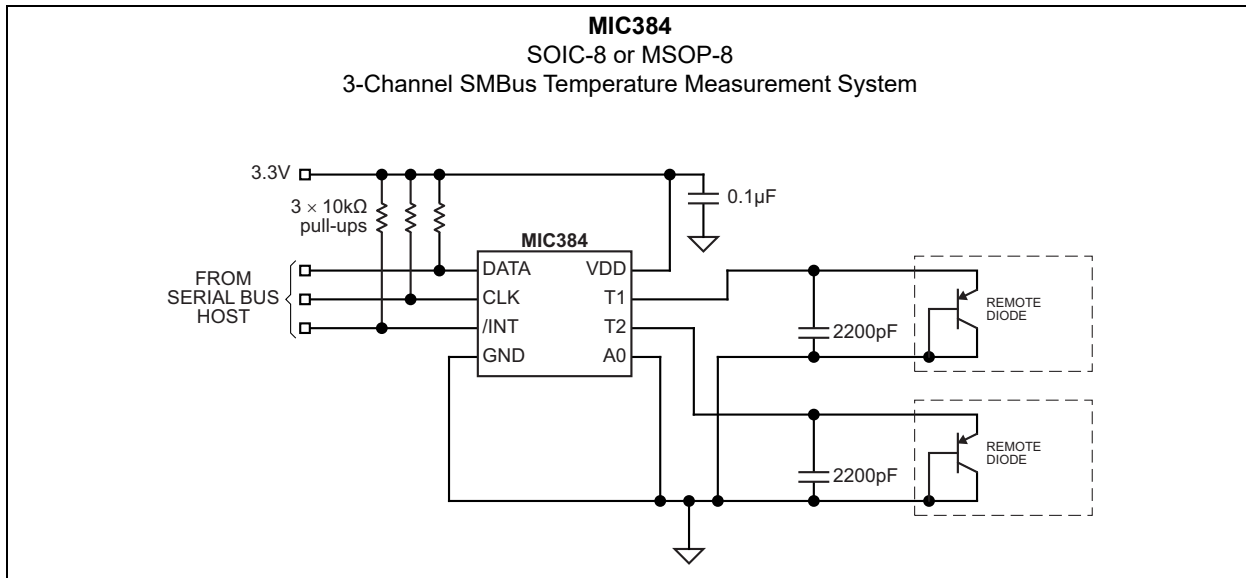 MIC384
SOIC-8 or MSOP-8
3-Channel SMBus Temperature Measurement System
3.3V
0.1µF
3 × 10kΩ
pull-ups
MIC384
FROM
SERIAL BUS
HOST
DATA
CLK
/INT
GND
VDD
T1
T2
A0
2200pF
REMOTE
DIODE
2200pF
REMOTE
DIODE